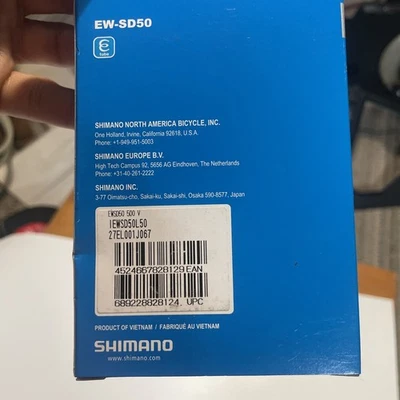 EW-SD50
E
tube
SHIMANO NORTH AMERICA BICYCLE, INC.
One Holland, Irvine, California 92618, U.S.A.
Phone: +1-949-951-5003
SHIMANO EUROPE B.V.
High Tech Campus 92, 5656 AG Eindhoven, The Netherlands
Phone: +31-40-261-2222
SHIMANO INC.
3-77 Oimatsu-cho, Sakai-ku, Sakai-shi, Osaka 590-8577, Japan
EWSD50 500 V
IEWSD50L50
27EL001J067
4524667828129 EAN
689228828124 UPC
PRODUCT OF VIETNAM / FABRIQUÉ AU VIETNAM
SHIMANO
www.shimano.com